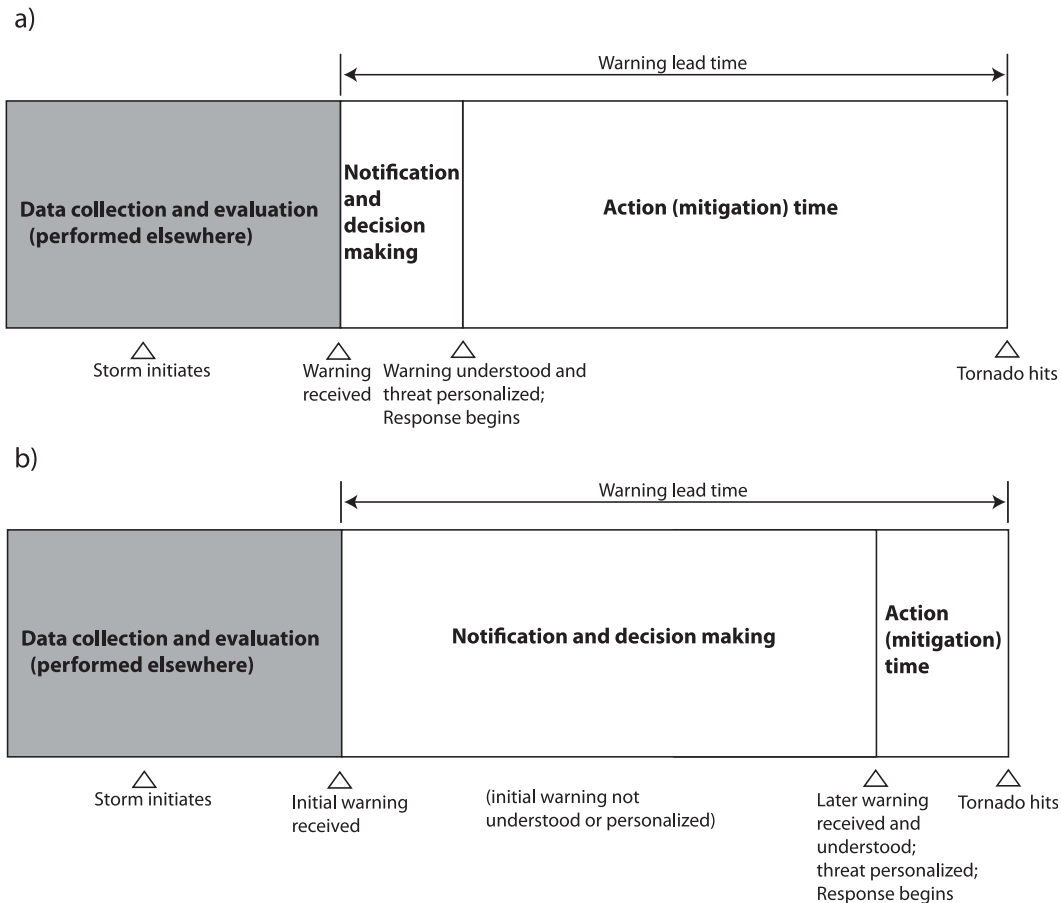 a)
Warning lead time
Data collection and evaluation
(performed elsewhere)
Notification
and
decision
making
Action (mitigation) time
Storm initiates
Warning
received
Warning understood and
threat personalized;
Response begins
Tornado hits
b)
Warning lead time
Data collection and evaluation
(performed elsewhere)
Notification and decision making
Action
(mitigation)
time
Storm initiates
Initial warning
received
(initial warning not
understood or personalized)
Later warning
received and
understood;
threat personalized;
Response begins
Tornado hits